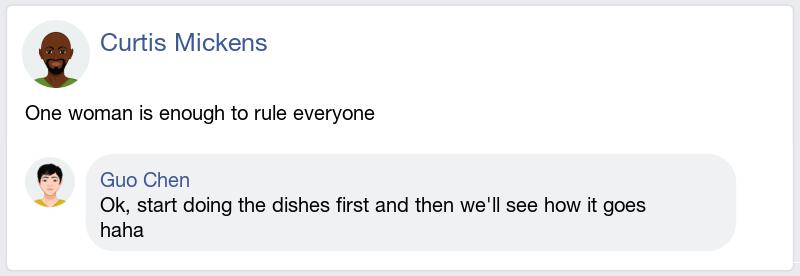 Curtis Mickens
One woman is enough to rule everyone
Guo Chen
Ok, start doing the dishes first and then we'll see how it goes
haha